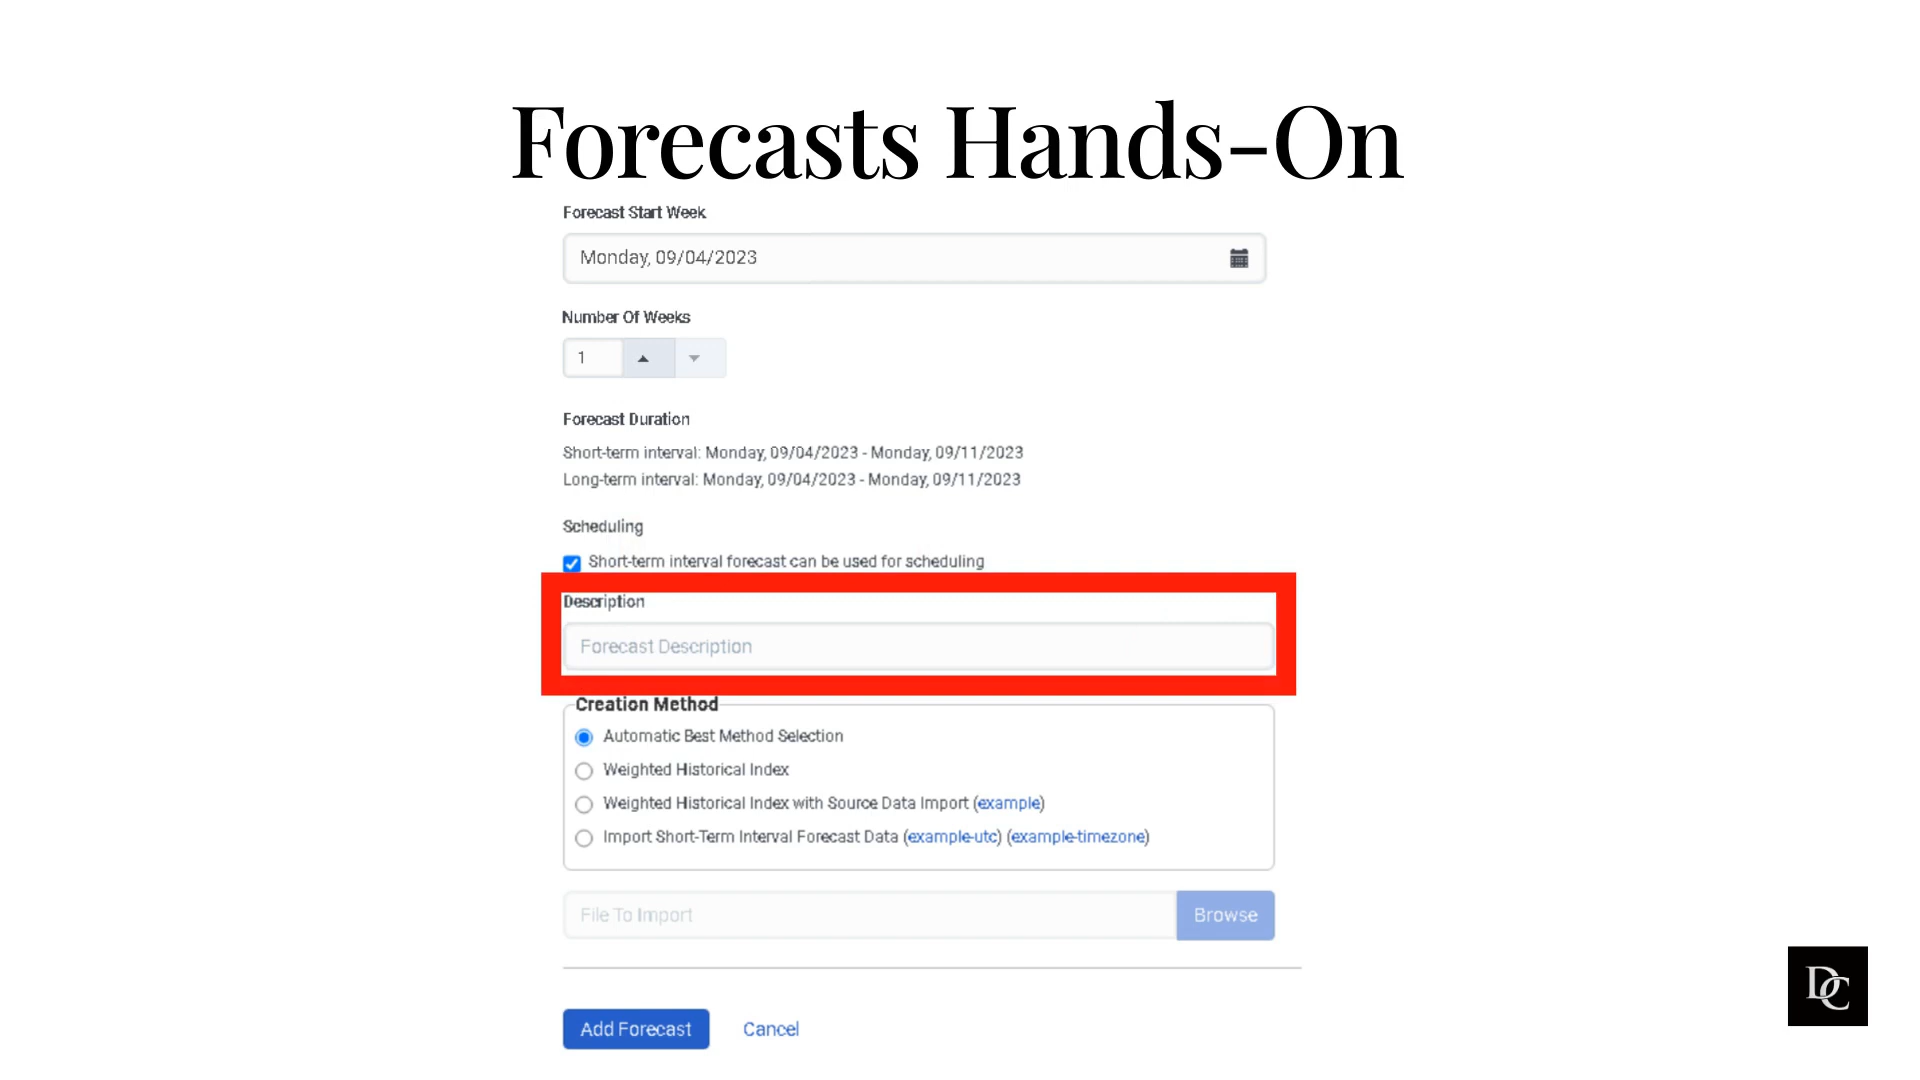 Forecasts Hands-On
Forecast Start Week
Monday, 09/04/2023
Number Of Weeks
1
Forecast Duration
Short-term interval: Monday, 09/04/2023 - Monday, 09/11/2023
Long-term interval: Monday, 09/04/2023 - Monday, 09/11/2023
Scheduling
Short-term interval forecast can be used for scheduling
Description
Forecast Description
Creation Method
Automatic Best Method Selection
Weighted Historical Index
Weighted Historical Index with Source Data Import (example)
Import Short-Term Interval Forecast Data (example-utc) (example-timezone)
File To Import Browse
Add Forecast Cancel
DC